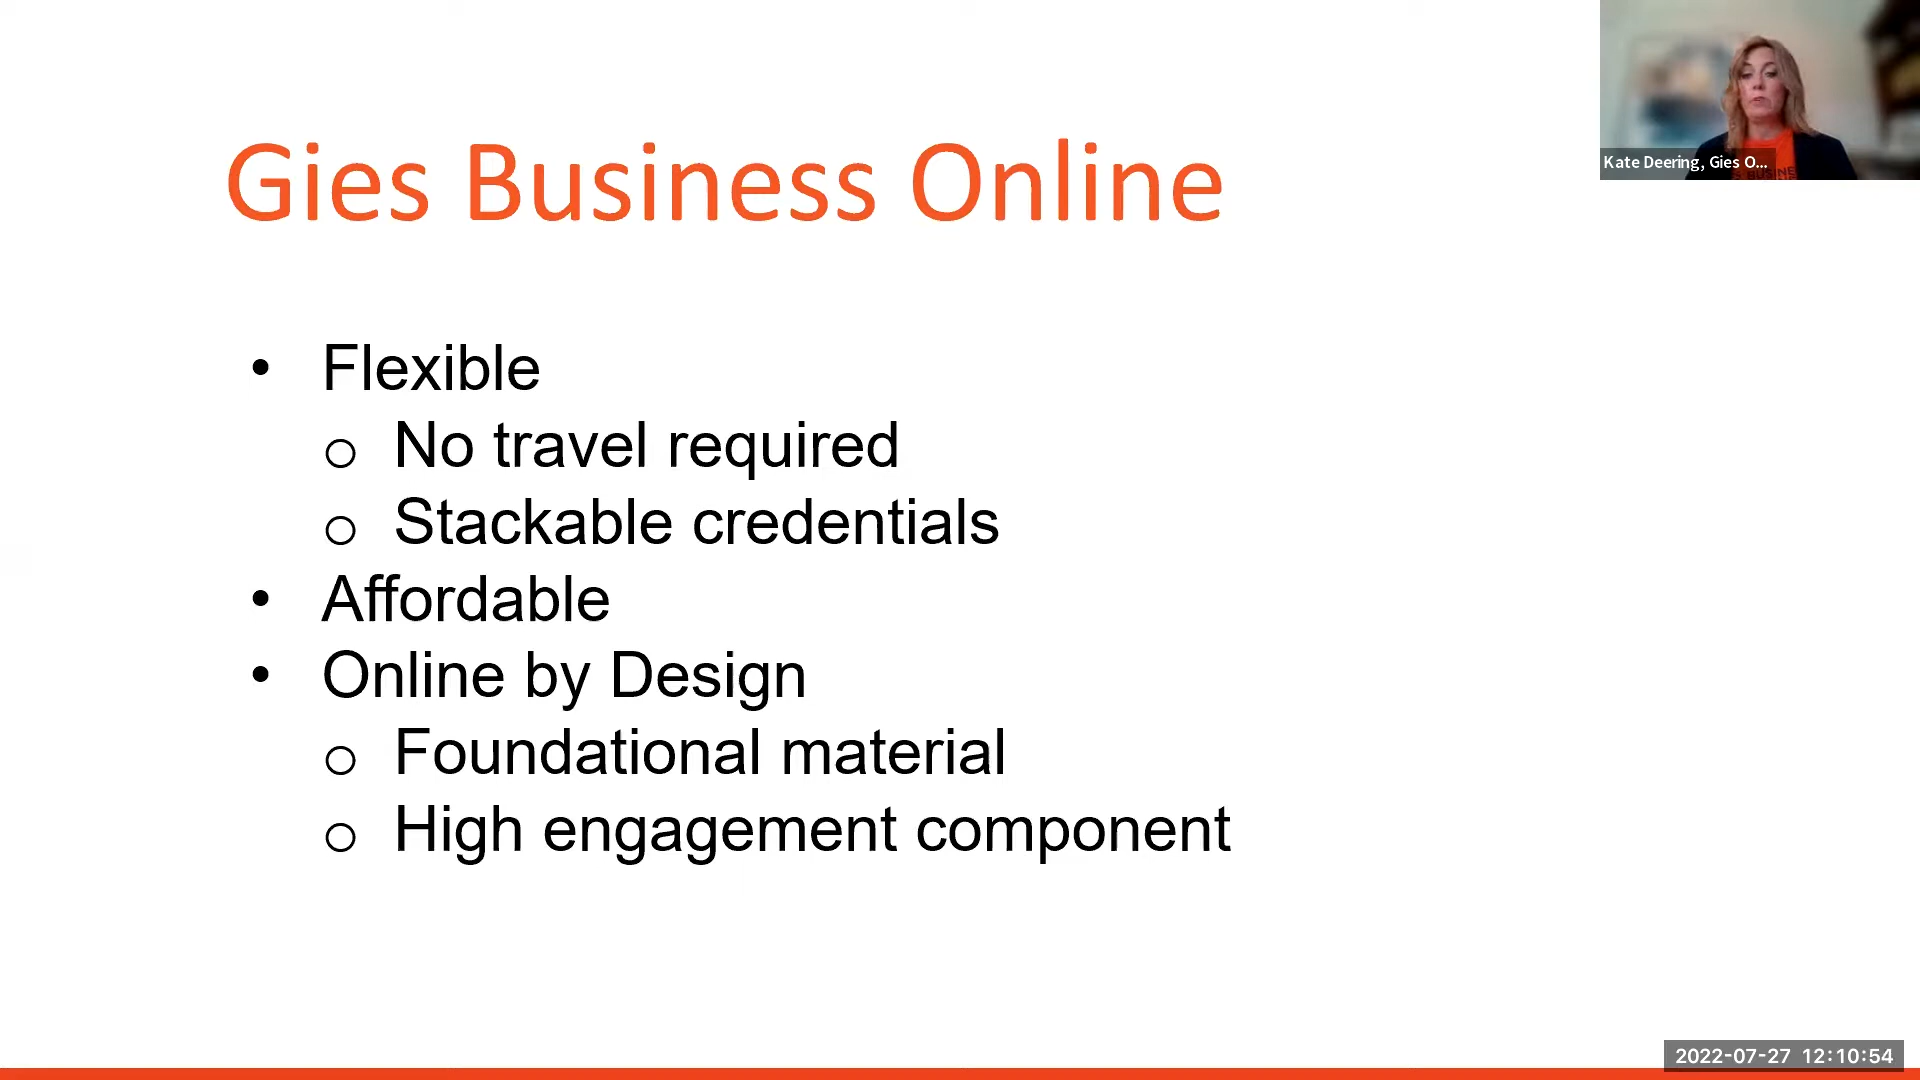 Gies Business Online
Kate Deering, Gies O...
• Flexible
o No travel required
o Stackable credentials
• Affordable
• Online by Design
o Foundational material
o High engagement component
2022-07-27 12:10:54